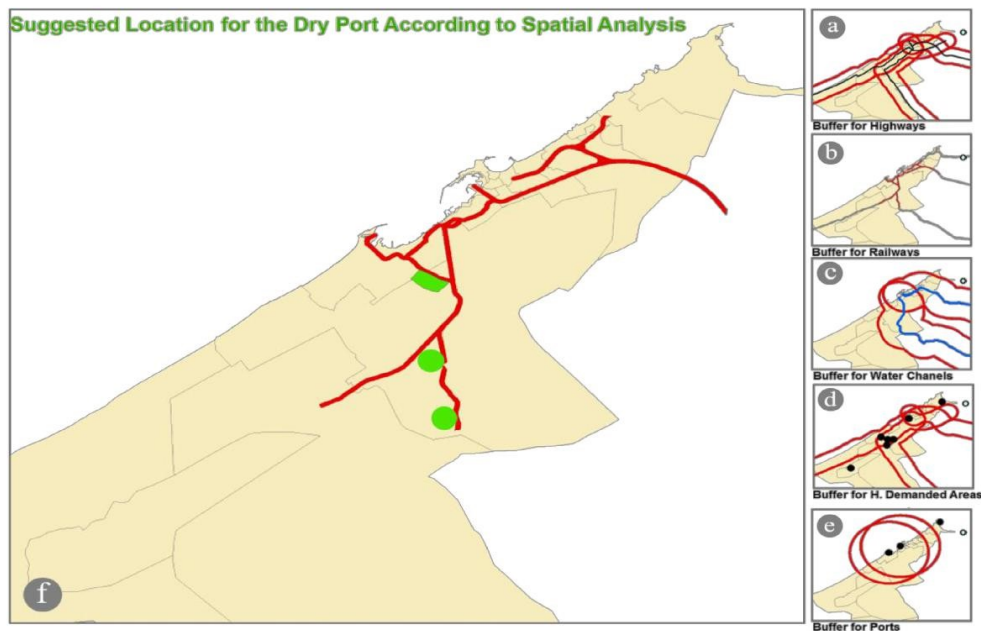 Suggested Location for the Dry Port According to Spatial Analysis
f
a
Buffer for Highways
b
Buffer for Railways
c
Buffer for Water Chanels
d
Buffer for H. Demanded Areas
e
Buffer for Ports